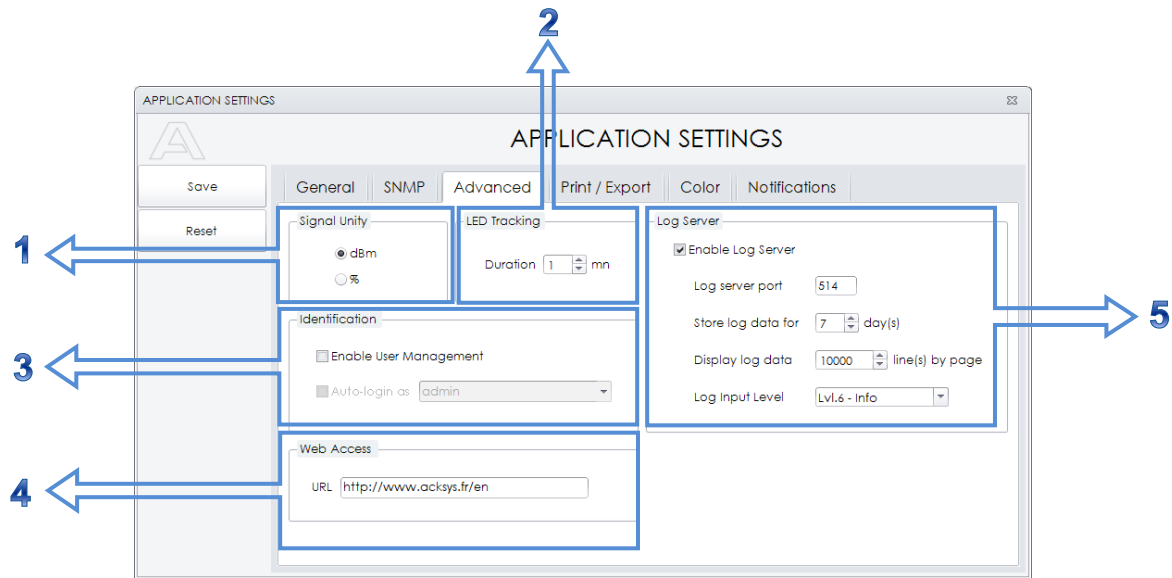 2
APPLICATION SETTINGS
APPLICATION SETTINGS
Save
Reset
General SNMP Advanced Print / Export Color Notifications
1
Signal Unity
dBm
%
LED Tracking
Duration 1 mn
3
Identification
Enable User Management
Auto-login as admin
4
Web Access
URL http://www.acksys.fr/en
Log Server
Enable Log Server
Log server port 514
Store log data for 7 day(s)
Display log data 10000 line(s) by page
Log Input Level Lvl.6 - Info
5